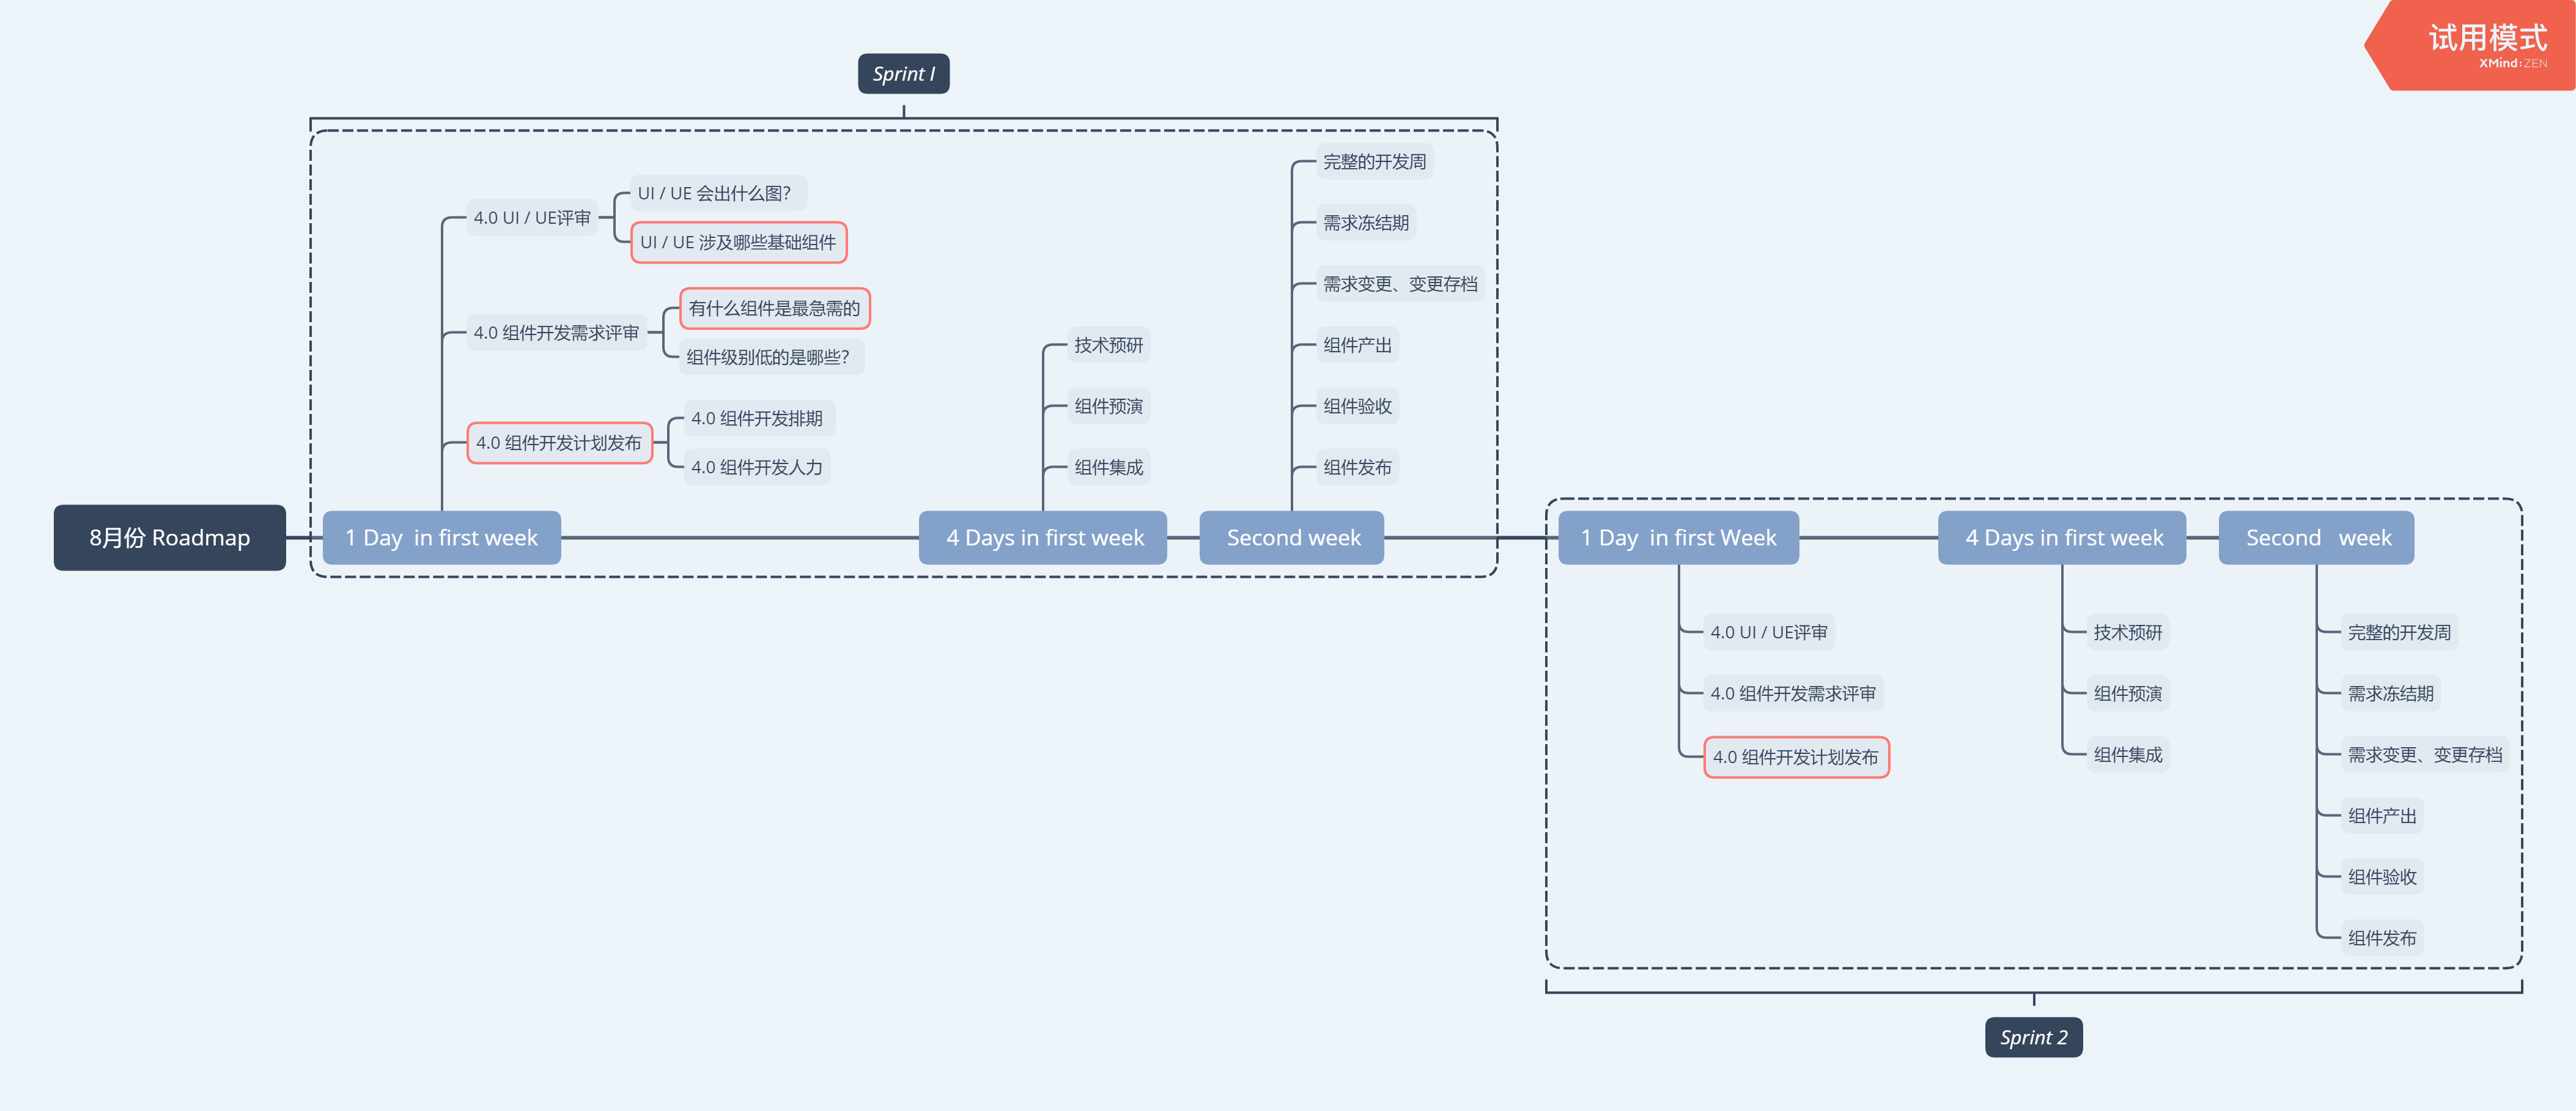 试用模式
XMind:ZEN
Sprint I
完整的开发周
UI / UE 会出什么图？
4.0 UI / UE评审
需求冻结期
UI / UE 涉及哪些基础组件
需求变更、变更存档
有什么组件是最急需的
4.0 组件开发需求评审
技术预研
组件产出
组件级别低的是哪些？
组件预演
组件验收
4.0 组件开发排期
4.0 组件开发计划发布
4.0 组件开发人力
组件集成
组件发布
8月份 Roadmap
1 Day  in first week
4 Days in first week
Second week
1 Day  in first Week
4 Days in first week
Second   week
4.0 UI / UE评审
技术预研
完整的开发周
4.0 组件开发需求评审
组件预演
需求冻结期
4.0 组件开发计划发布
组件集成
需求变更、变更存档
组件产出
组件验收
组件发布
Sprint 2